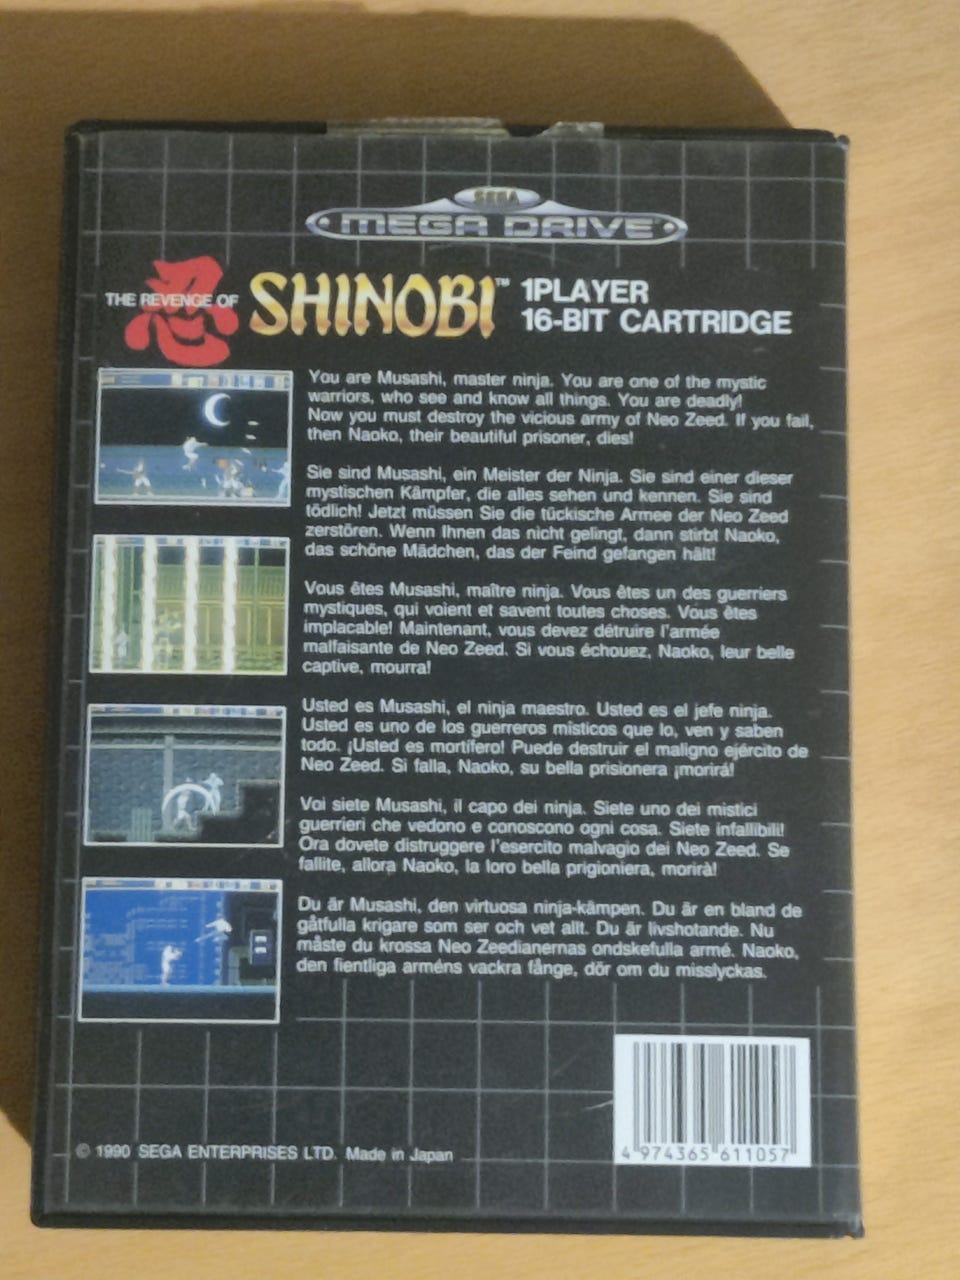 SEGA
MEGA DRIVE
忍
THE REVENGE OF SHINOBI™
1PLAYER
16-BIT CARTRIDGE
You are Musashi, master ninja. You are one of the mystic
warriors, who see and know all things. You are deadly!
Now you must destroy the vicious army of Neo Zeed. If you fail,
then Naoko, their beautiful prisoner, dies!
Sie sind Musashi, ein Meister der Ninja. Sie sind einer dieser
mystischen Kämpfer, die alles sehen und kennen. Sie sind
tödlich! Jetzt müssen Sie die tückische Armee der Neo Zeed
zerstören. Wenn Ihnen das nicht gelingt, dann stirbt Naoko,
das schöne Mädchen, das der Feind gefangen hält!
Vous êtes Musashi, maître ninja. Vous êtes un des guerriers
mystiques, qui voient et savent toutes choses. Vous êtes
implacable! Maintenant, vous devez détruire l'armée
malfaisante de Neo Zeed. Si vous échouez, Naoko, leur belle
captive, mourra!
Usted es Musashi, el ninja maestro. Usted es el jefe ninja.
Usted es uno de los guerreros místicos que lo, ven y saben
todo. ¡Usted es mortífero! Puede destruir el maligno ejército de
Neo Zeed. Si falla, Naoko, su bella prisionera ¡morirá!
Voi siete Musashi, il capo dei ninja. Siete uno dei mistici
guerrieri che vedono e conoscono ogni cosa. Siete infallibili!
Ora dovete distruggere l'esercito malvagio dei Neo Zeed. Se
fallite, allora Naoko, la loro bella prigioniera, morirà!
Du är Musashi, den virtuosa ninja-kämpen. Du är en bland de
gåtfulla krigare som ser och vet allt. Du är livshotande. Nu
måste du krossa Neo Zeedianernas ondskefulla armé. Naoko,
den fientliga arméns vackra fånge, dör om du misslyckas.
© 1990 SEGA ENTERPRISES LTD. Made in Japan
4 974365 611057